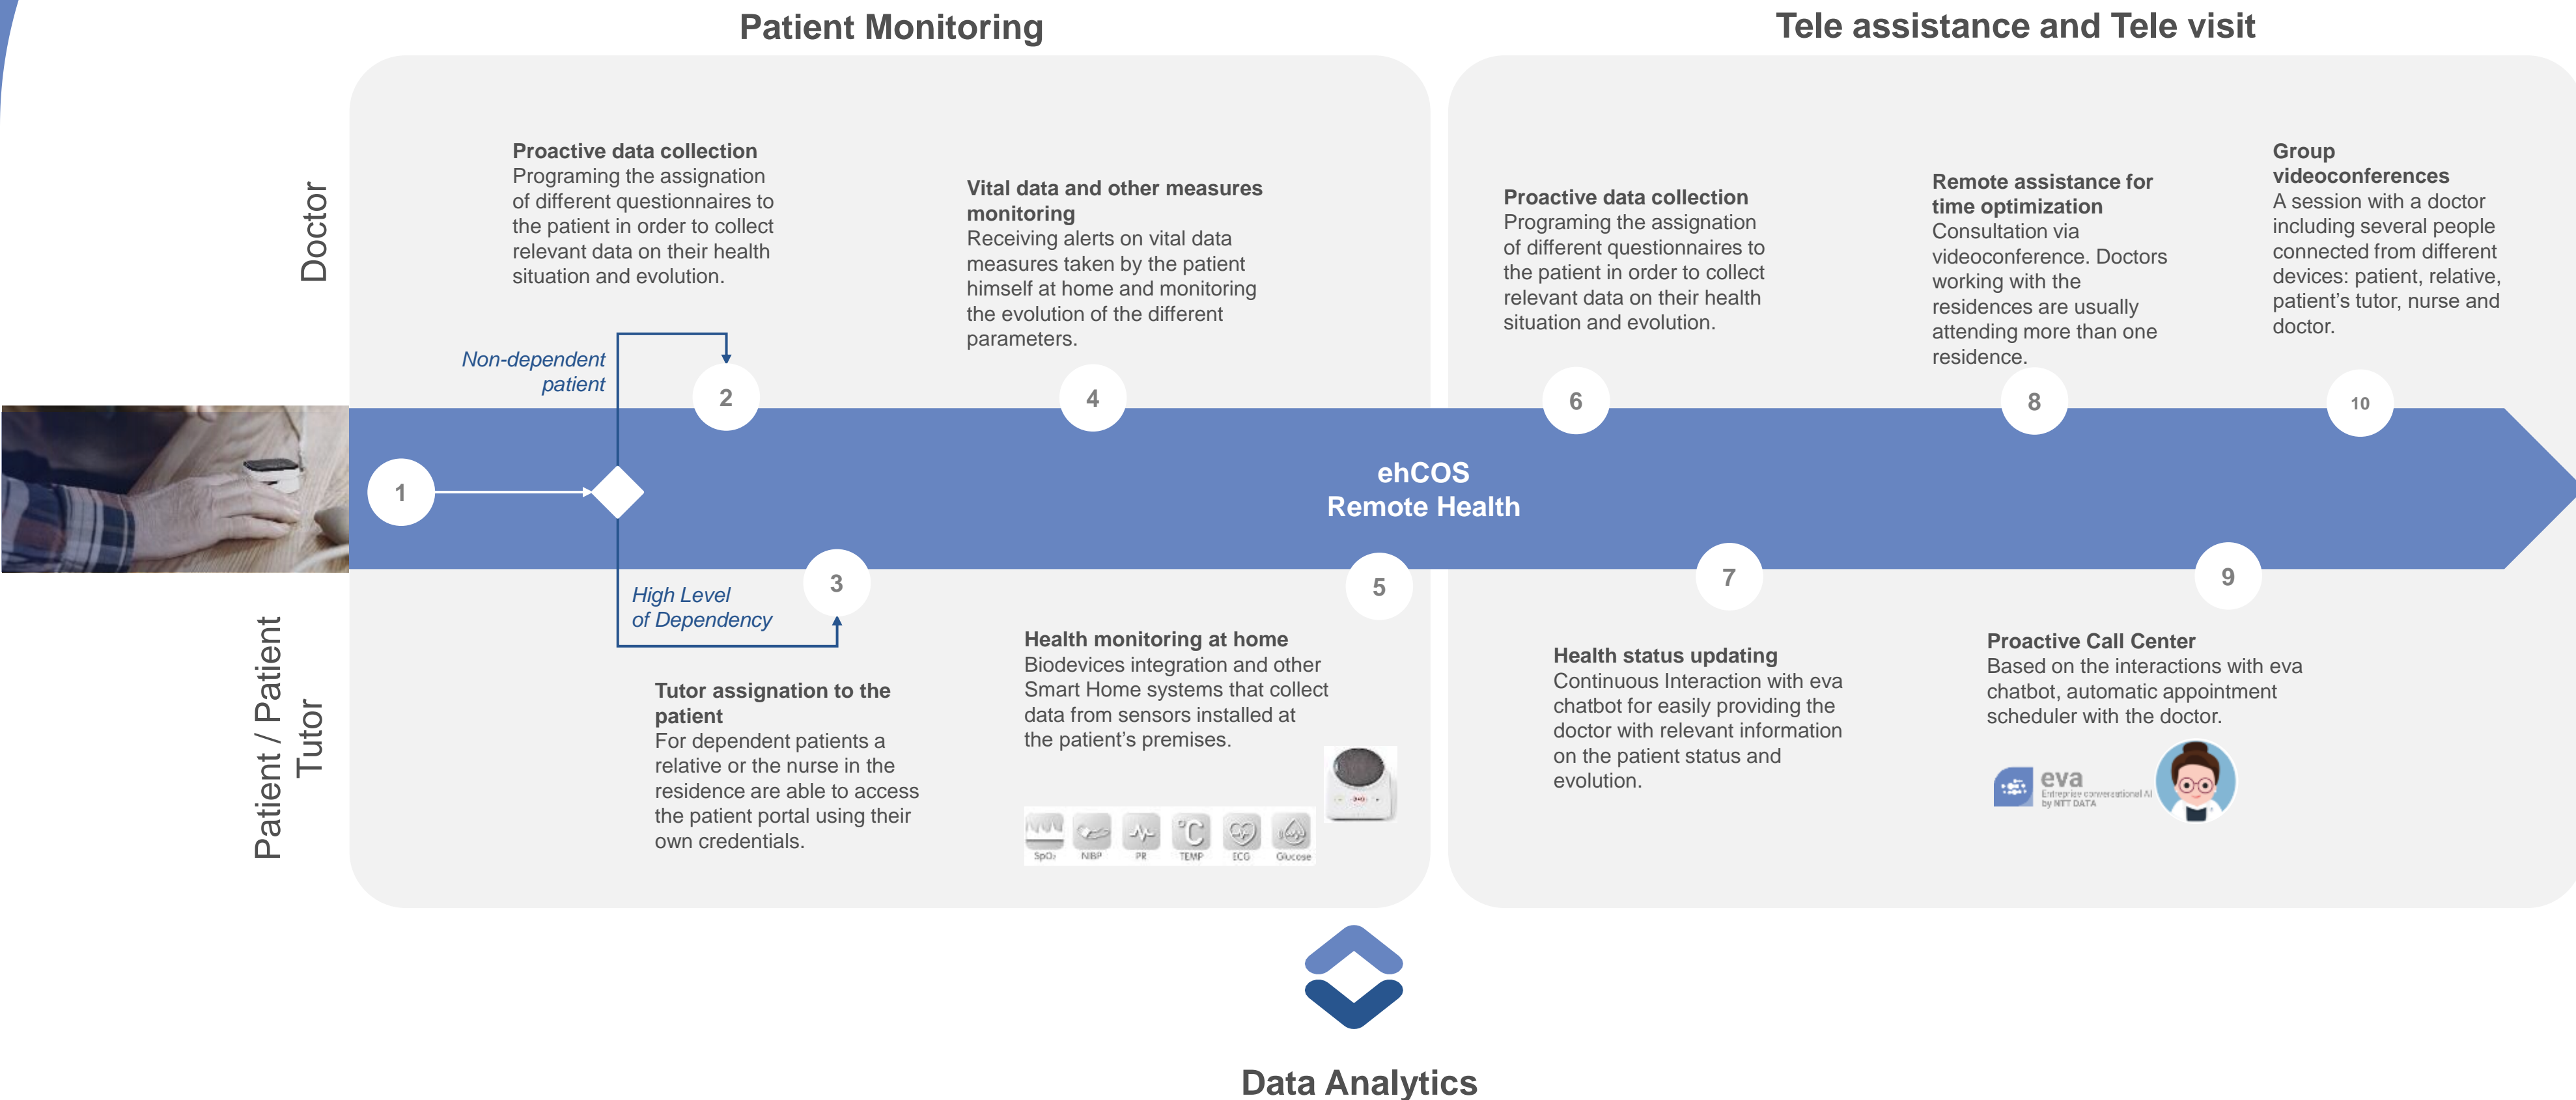 Patient Monitoring
Tele assistance and Tele visit
Doctor
Proactive data collection
Programing the assignation
of different questionnaires to
the patient in order to collect
relevant data on their health
situation and evolution.
Vital data and other measures
monitoring
Receiving alerts on vital data
measures taken by the patient
himself at home and monitoring
the evolution of the different
parameters.
Proactive data collection
Programing the assignation
of different questionnaires to
the patient in order to collect
relevant data on their health
situation and evolution.
Remote assistance for
time optimization
Consultation via
videoconference. Doctors
working with the
residences are usually
attending more than one
residence.
Group
videoconferences
A session with a doctor
including several people
connected from different
devices: patient, relative,
patient's tutor, nurse and
doctor.
Non-dependent
patient
2
4
6
8
10
1
ehCOS
Remote Health
3
5
7
9
High Level
of Dependency
Patient / Patient
Tutor
Tutor assignation to the
patient
For dependent patients a
relative or the nurse in the
residence are able to access
the patient portal using their
own credentials.
Health monitoring at home
Biodevices integration and other
Smart Home systems that collect
data from sensors installed at
the patient's premises.
SpO₂ NIBP PR TEMP ECG Glucose
°C
Health status updating
Continuous Interaction with eva
chatbot for easily providing the
doctor with relevant information
on the patient status and
evolution.
Proactive Call Center
Based on the interactions with eva
chatbot, automatic appointment
scheduler with the doctor.
eva
Entreprise conversational AI
by NTT DATA
Data Analytics